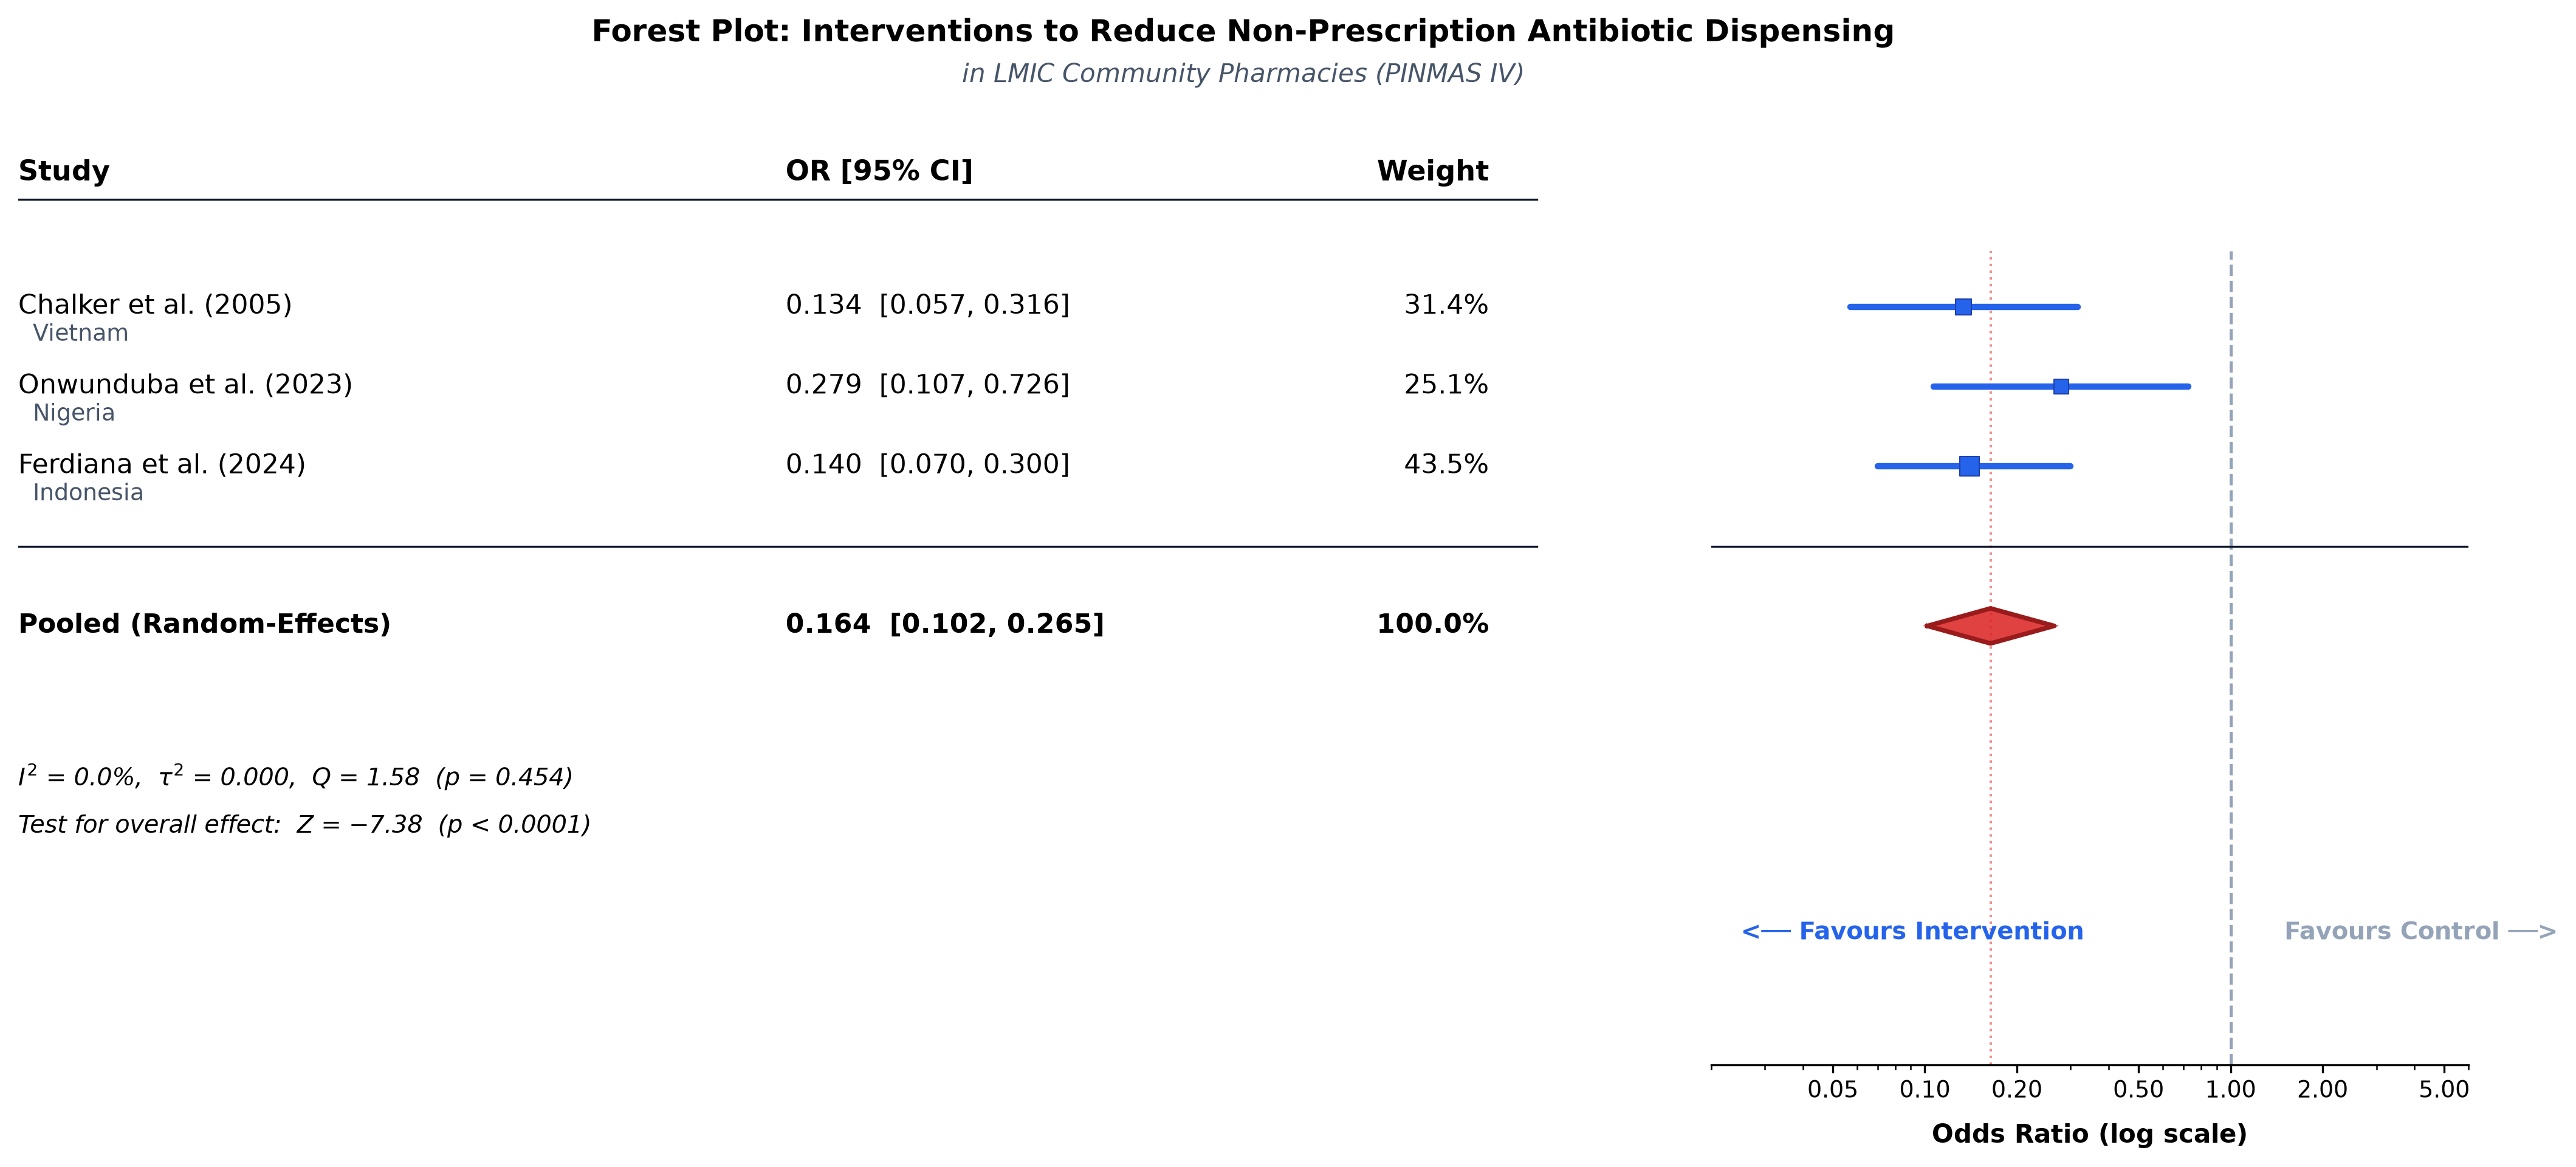 Forest Plot: Interventions to Reduce Non-Prescription Antibiotic Dispensing
in LMIC Community Pharmacies (PINMAS IV)
Study OR [95% CI] Weight
Chalker et al. (2005) 0.134 [0.057, 0.316] 31.4%
Vietnam
Onwunduba et al. (2023) 0.279 [0.107, 0.726] 25.1%
Nigeria
Ferdiana et al. (2024) 0.140 [0.070, 0.300] 43.5%
Indonesia
Pooled (Random-Effects) 0.164 [0.102, 0.265] 100.0%
I² = 0.0%, τ² = 0.000, Q = 1.58 (p = 0.454)
Test for overall effect: Z = −7.38 (p < 0.0001)
<── Favours Intervention Favours Control ──>
0.05 0.10 0.20 0.50 1.00 2.00 5.00
Odds Ratio (log scale)